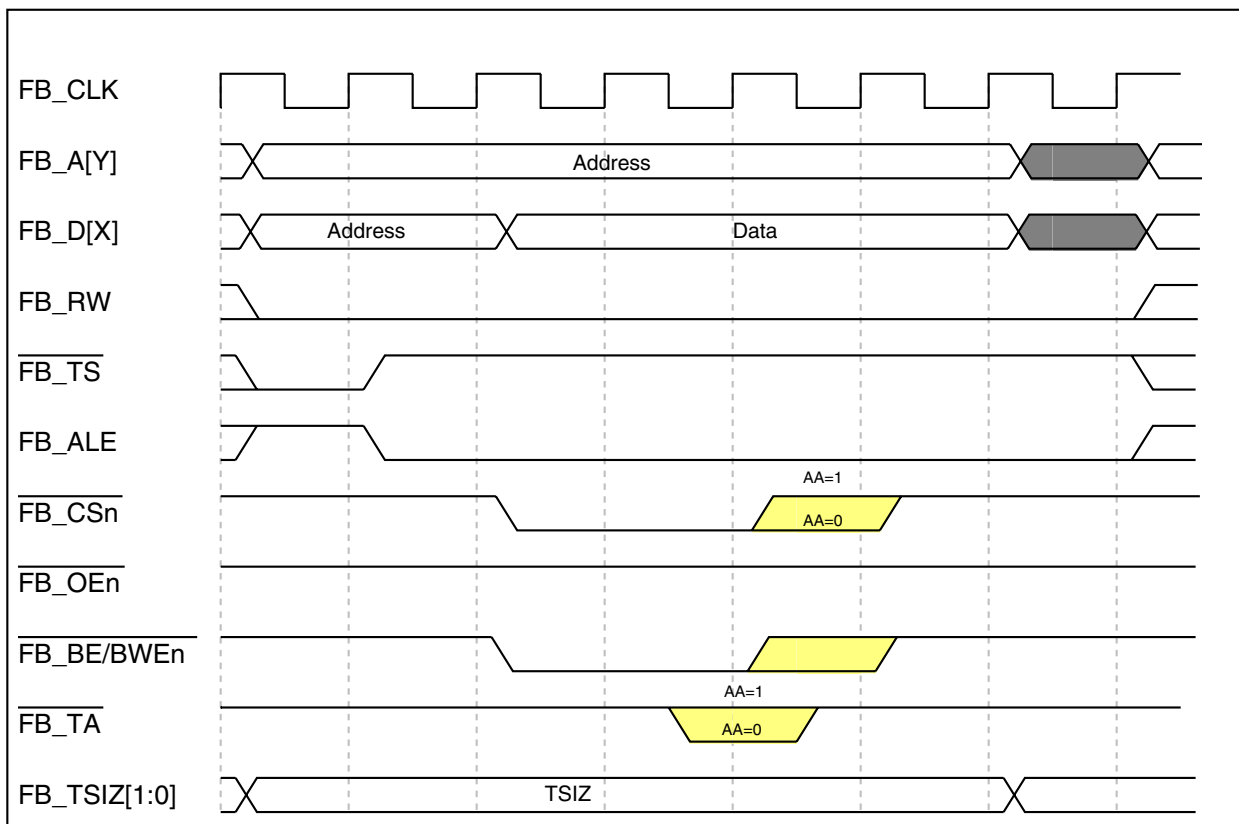 FB_CLK
FB_A[Y]
Address
FB_D[X]
Address
Data
FB_RW
FB_TS
FB_ALE
AA=1
FB_CSn
AA=0
FB_OEn
FB_BE/BWEn
AA=1
FB_TA
AA=0
FB_TSIZ[1:0]
TSIZ